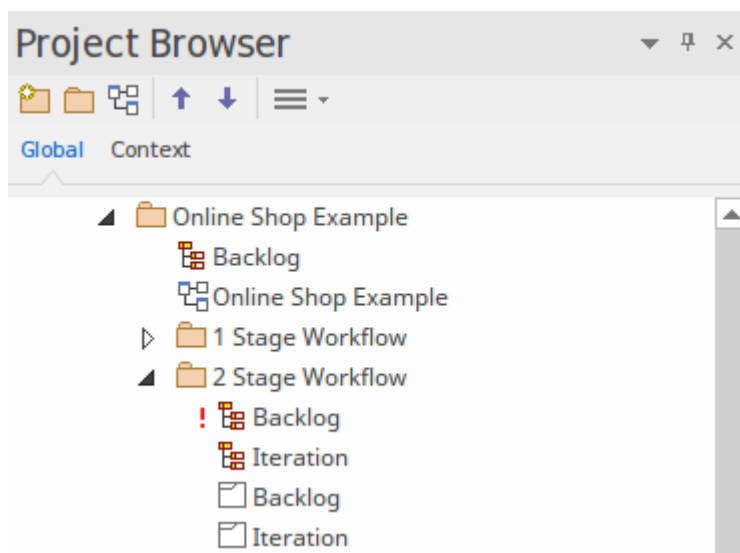 Project Browser
Global Context
Online Shop Example
Backlog
Online Shop Example
1 Stage Workflow
2 Stage Workflow
! Backlog
Iteration
Backlog
Iteration